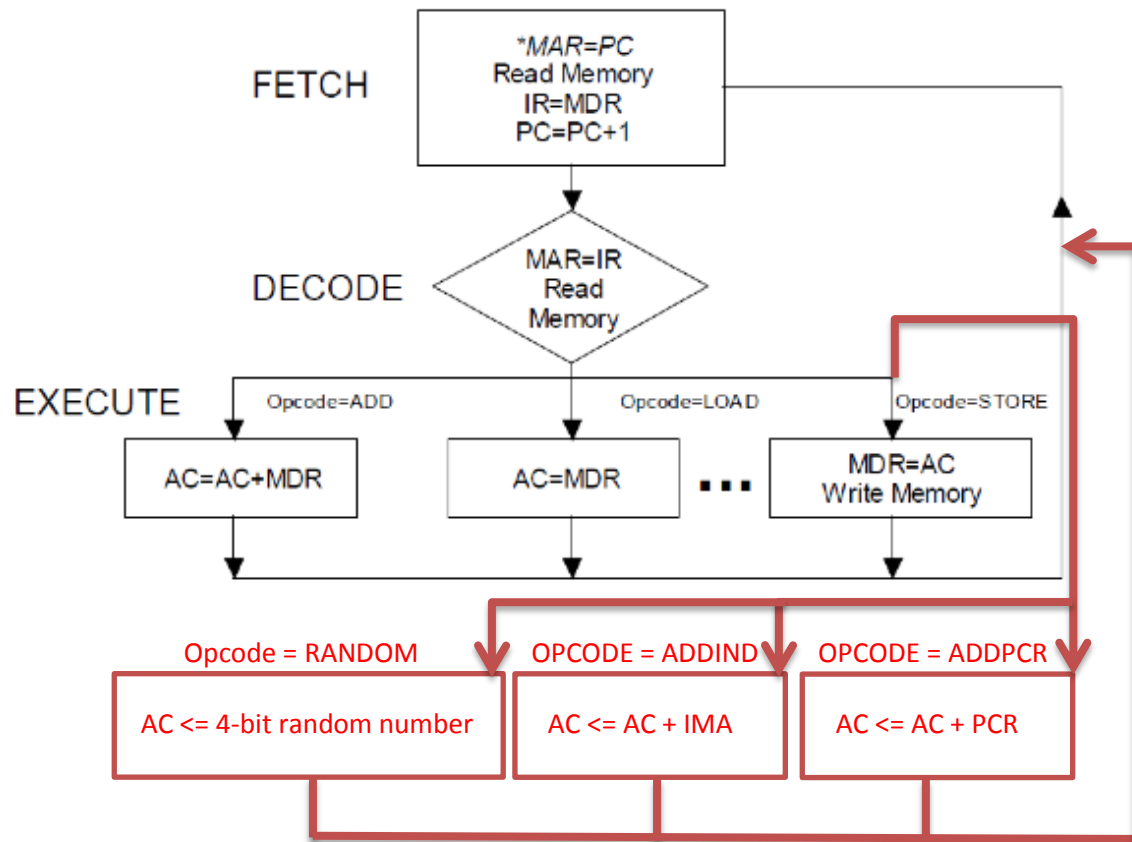 FETCH
*MAR=PC
Read Memory
IR=MDR
PC=PC+1
DECODE
MAR=IR
Read
Memory
EXECUTE
Opcode=ADD
Opcode=LOAD
Opcode=STORE
AC=AC+MDR
AC=MDR
...
MDR=AC
Write Memory
Opcode = RANDOM
OPCODE = ADDIND
OPCODE = ADDPCR
AC <= 4-bit random number
AC <= AC + IMA
AC <= AC + PCR